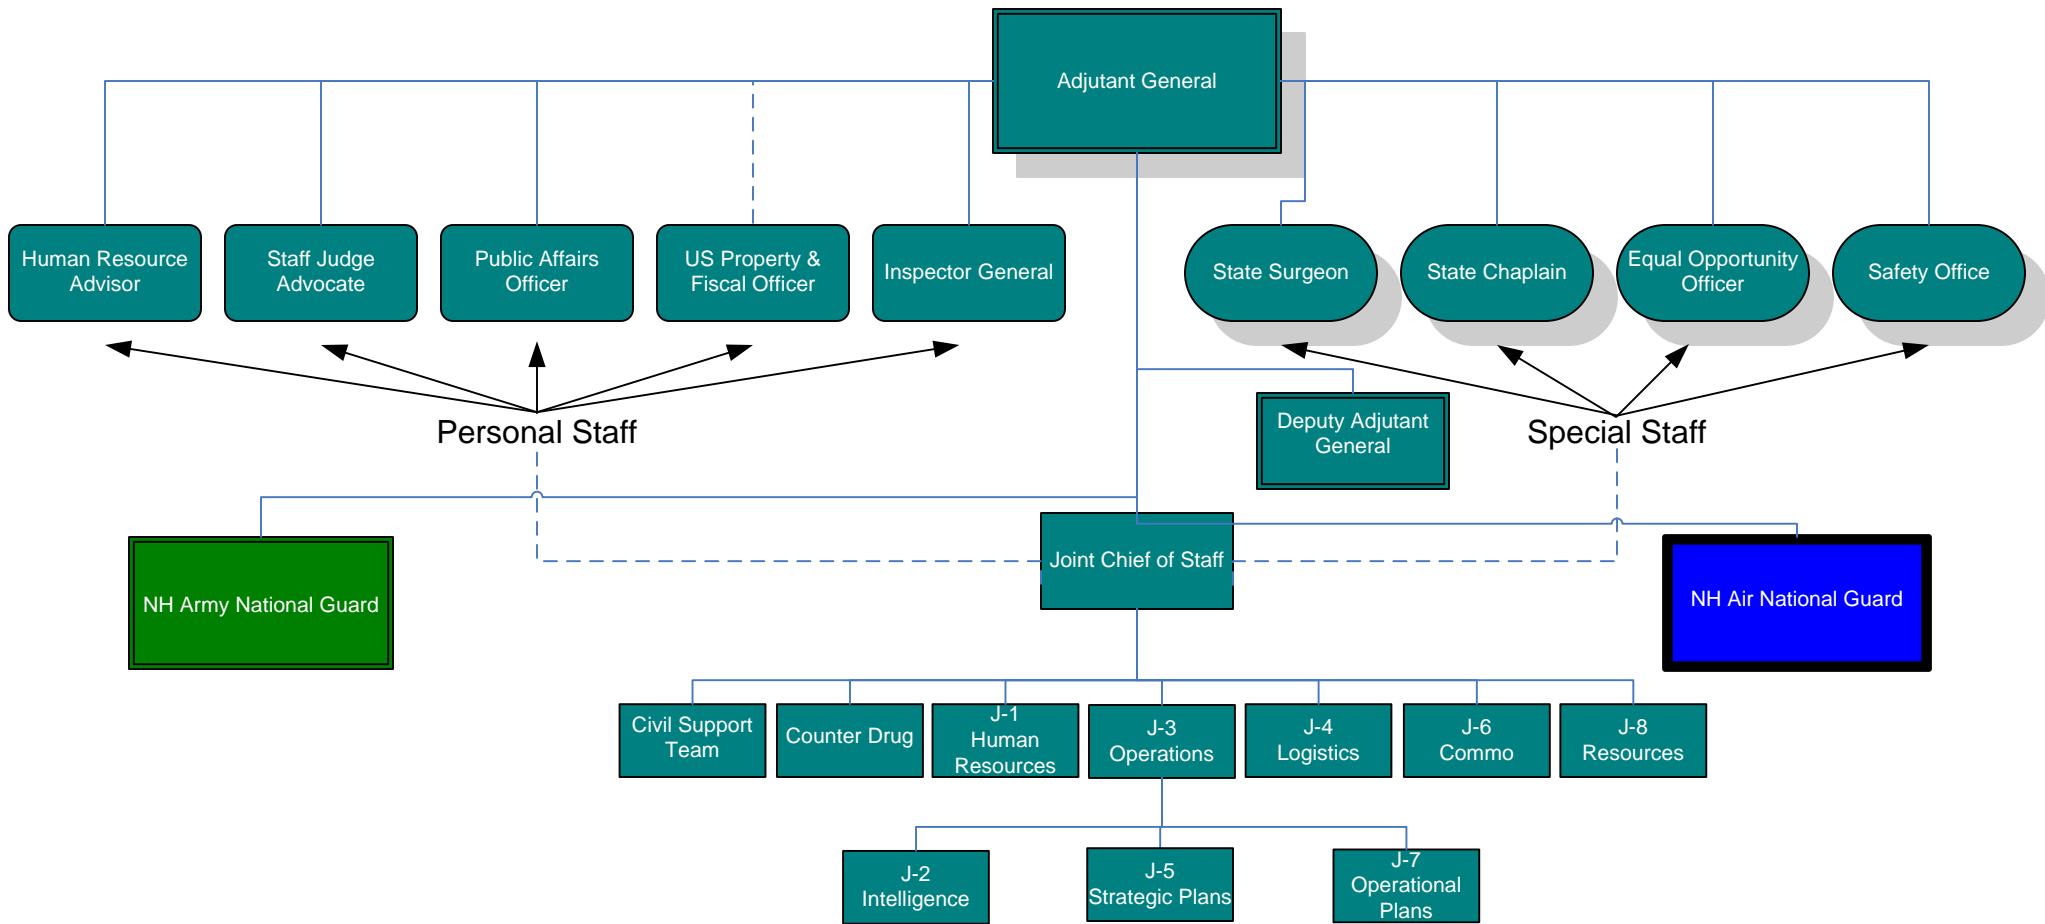 Adjutant General
Human Resource
Advisor
Staff Judge
Advocate
Public Affairs
Officer
US Property &
Fiscal Officer
Inspector General
State Surgeon
State Chaplain
Equal Opportunity
Officer
Safety Office
Personal Staff
Deputy Adjutant
General
Special Staff
NH Army National Guard
Joint Chief of Staff
NH Air National Guard
Civil Support
Team
Counter Drug
J-1
Human
Resources
J-3
Operations
J-4
Logistics
J-6
Commo
J-8
Resources
J-2
Intelligence
J-5
Strategic Plans
J-7
Operational
Plans